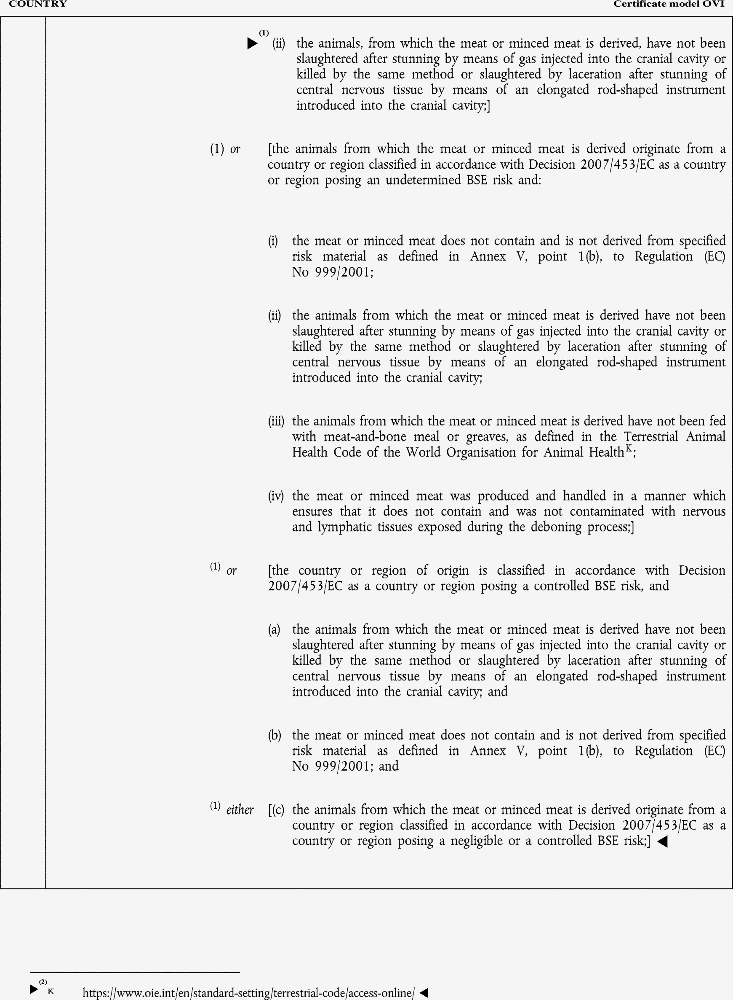 COUNTRY Certificate model OVI
►(1) (ii) the animals, from which the meat or minced meat is derived, have not been
slaughtered after stunning by means of gas injected into the cranial cavity or
killed by the same method or slaughtered by laceration after stunning of
central nervous tissue by means of an elongated rod-shaped instrument
introduced into the cranial cavity;]
(1) or [the animals from which the meat or minced meat is derived originate from a
country or region classified in accordance with Decision 2007/453/EC as a country
or region posing an undetermined BSE risk and:
(i) the meat or minced meat does not contain and is not derived from specified
risk material as defined in Annex V, point 1(b), to Regulation (EC)
No 999/2001;
(ii) the animals from which the meat or minced meat is derived have not been
slaughtered after stunning by means of gas injected into the cranial cavity or
killed by the same method or slaughtered by laceration after stunning of
central nervous tissue by means of an elongated rod-shaped instrument
introduced into the cranial cavity;
(iii) the animals from which the meat or minced meat is derived have not been fed
with meat-and-bone meal or greaves, as defined in the Terrestrial Animal
Health Code of the World Organisation for Animal Health K;
(iv) the meat or minced meat was produced and handled in a manner which
ensures that it does not contain and was not contaminated with nervous
and lymphatic tissues exposed during the deboning process;]
(1) or [the country or region of origin is classified in accordance with Decision
2007/453/EC as a country or region posing a controlled BSE risk, and
(a) the animals from which the meat or minced meat is derived have not been
slaughtered after stunning by means of gas injected into the cranial cavity or
killed by the same method or slaughtered by laceration after stunning of
central nervous tissue by means of an elongated rod-shaped instrument
introduced into the cranial cavity; and
(b) the meat or minced meat does not contain and is not derived from specified
risk material as defined in Annex V, point 1(b), to Regulation (EC)
No 999/2001; and
(1) either [(c) the animals from which the meat or minced meat is derived originate from a
country or region classified in accordance with Decision 2007/453/EC as a
country or region posing a negligible or a controlled BSE risk;] ◄
►(2) K https://www.oie.int/en/standard-setting/terrestrial-code/access-online/ ◄